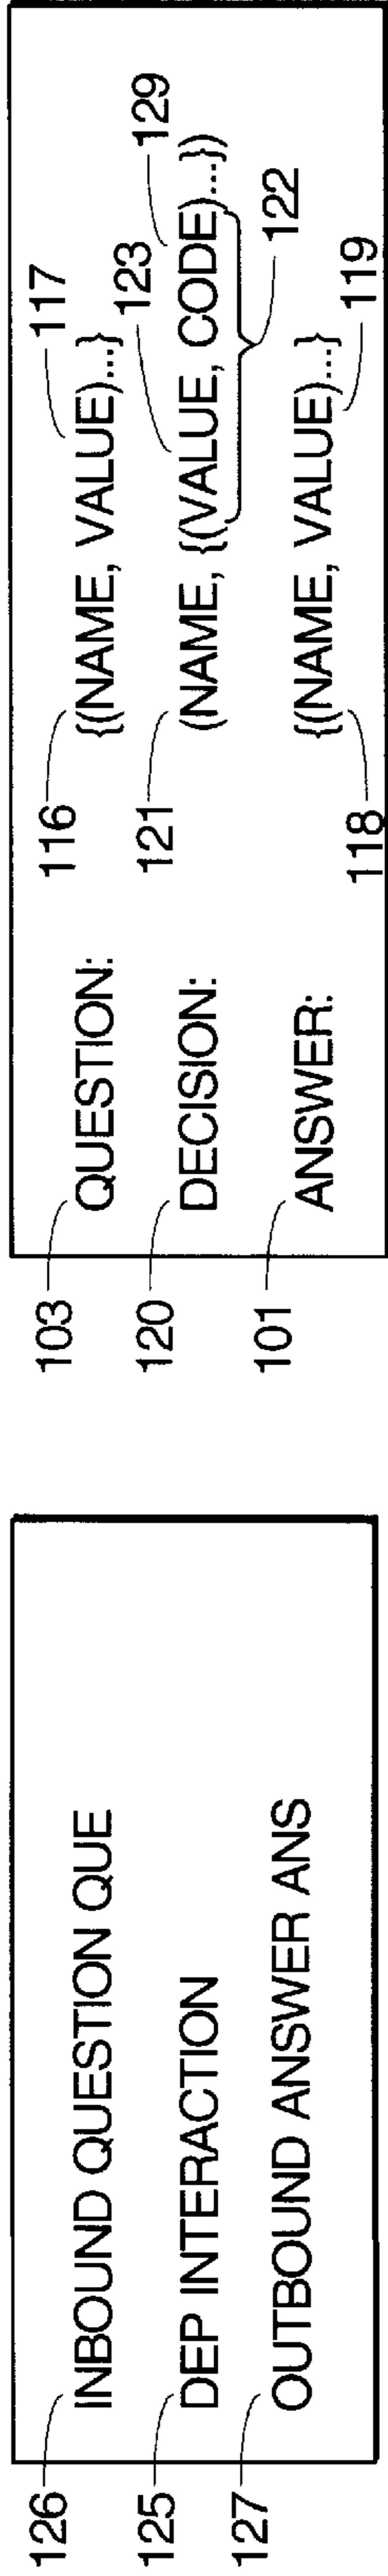 126 INBOUND QUESTION QUE
125 DEP INTERACTION
127 OUTBOUND ANSWER ANS
116 117
103 QUESTION: {(NAME, VALUE)...}
121 123 129
120 DECISION: (NAME, {(VALUE, CODE)...})
122
101 ANSWER: {(NAME, VALUE)...}
118 119